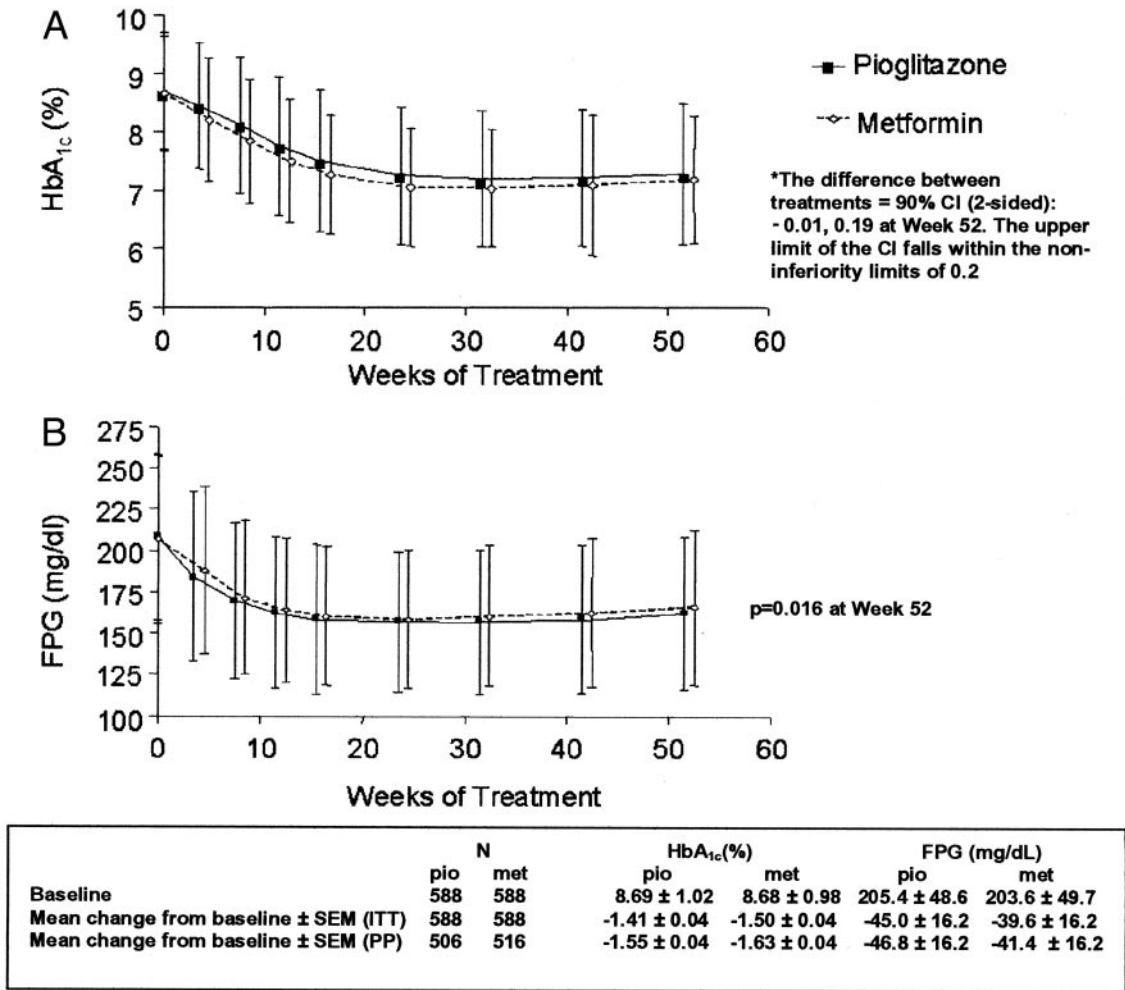 A
HbA1c (%)
10
9
8
7
6
5
0 10 20 30 40 50 60
Weeks of Treatment
Pioglitazone
Metformin
*The difference between
treatments = 90% CI (2-sided):
- 0.01, 0.19 at Week 52. The upper
limit of the CI falls within the non-
inferiority limits of 0.2
B
FPG (mg/dl)
275
250
225
200
175
150
125
100
0 10 20 30 40 50 60
Weeks of Treatment
p=0.016 at Week 52
N HbA1c(%) FPG (mg/dL)
pio met pio met pio met
Baseline 588 588 8.69 ± 1.02 8.68 ± 0.98 205.4 ± 48.6 203.6 ± 49.7
Mean change from baseline ± SEM (ITT) 588 588 -1.41 ± 0.04 -1.50 ± 0.04 -45.0 ± 16.2 -39.6 ± 16.2
Mean change from baseline ± SEM (PP) 506 516 -1.55 ± 0.04 -1.63 ± 0.04 -46.8 ± 16.2 -41.4 ± 16.2